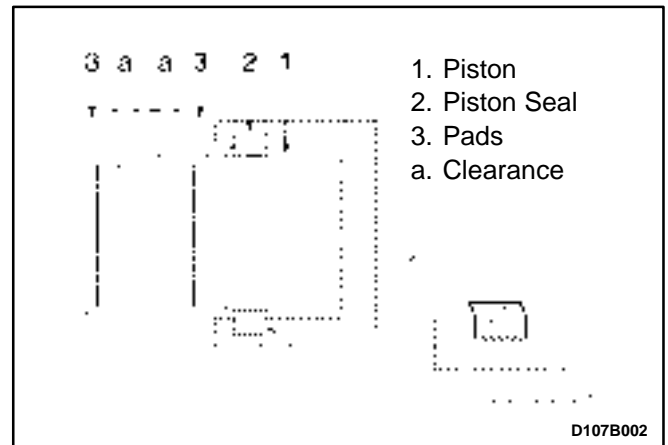 3 a a 3 2 1
1. Piston
2. Piston Seal
3. Pads
a. Clearance
D107B002